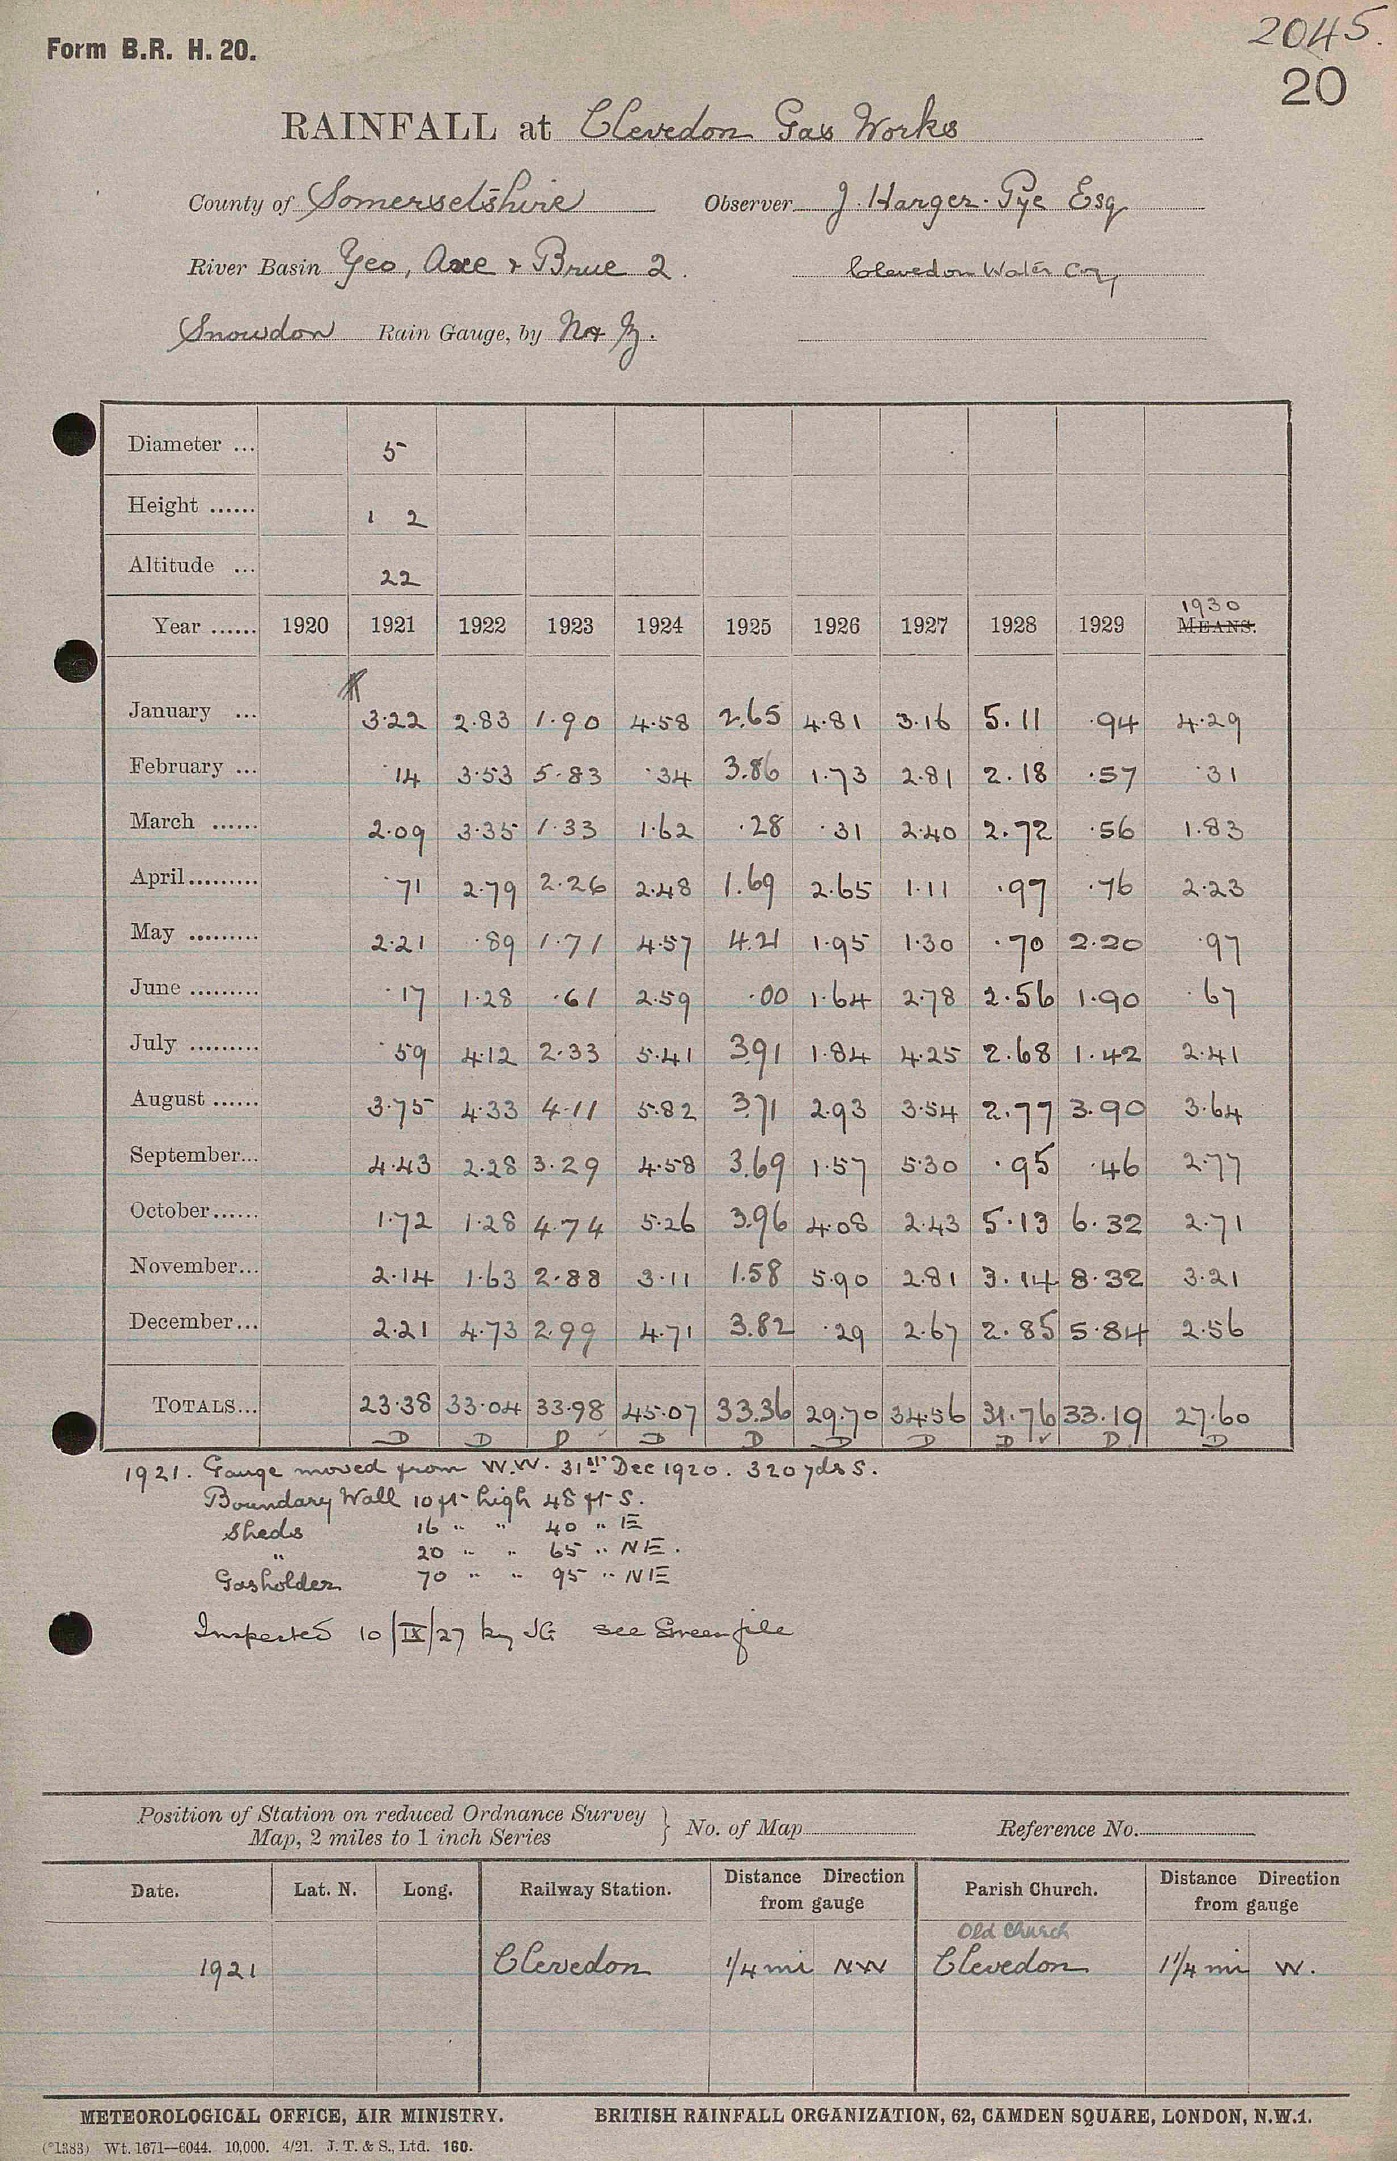 2045.
Form B.R. H. 20.
20
RAINFALL at Clevedon Gas Works
County of Somersetshire Observer J. Harger-Pye Esq
River Basin Yeo, Axe & Brue 2. Clevedon Water Coy,
Snowdon Rain Gauge, by N & Z.
Diameter ... 5
Height ...... 1 2
Altitude ... 22
Year ...... 1920 1921 1922 1923 1924 1925 1926 1927 1928 1929 1930 MEANS.
January ... 3.22 2.83 1.90 4.58 2.65 4.81 3.16 5.11 .94 4.29
February ... .14 3.53 5.83 .34 3.86 1.73 2.81 2.18 .57 .31
March ...... 2.09 3.35 1.33 1.62 .28 .31 2.40 2.72 .56 1.83
April ......... .71 2.79 2.26 2.48 1.69 2.65 1.11 .97 .76 2.23
May ......... 2.21 .89 1.71 4.57 4.21 1.95 1.30 .70 2.20 .97
June ......... .17 1.28 .61 2.59 .00 1.64 2.78 2.56 1.90 .67
July ......... .59 4.12 2.33 5.41 3.91 1.84 4.25 2.68 1.42 2.41
August ...... 3.75 4.33 4.11 5.82 3.71 2.93 3.54 2.77 3.90 3.64
September... 4.43 2.28 3.29 4.58 3.69 1.57 5.30 .95 .46 2.77
October...... 1.72 1.28 4.74 5.26 3.96 4.08 2.43 5.13 6.32 2.71
November... 2.14 1.63 2.88 3.11 1.58 5.90 2.81 3.14 8.32 3.21
December... 2.21 4.73 2.99 4.71 3.82 .29 2.67 2.85 5.84 2.56
TOTALS... 23.38 33.04 33.98 45.07 33.36 29.70 34.56 31.76 33.19 27.60
D D D D D D D D D D
1921. Gauge moved from W.W. 31st Dec 1920. 320 yds S.
Boundary Wall 10 ft high 48 ft S.
Sheds 16 " " 40 " E
" 20 " " 65 " NE.
Gasholder 70 " " 95 " NE
Inspected 10/IX/27 by JG see Green file
Position of Station on reduced Ordnance Survey
Map, 2 miles to 1 inch Series } No. of Map Reference No.
Date. Lat. N. Long. Railway Station. Distance Direction from gauge Parish Church. Distance Direction from gauge
Old Church
1921 Clevedon 1/4 mi NW Clevedon 1 1/4 mi W.
METEOROLOGICAL OFFICE, AIR MINISTRY. BRITISH RAINFALL ORGANIZATION, 62, CAMDEN SQUARE, LONDON, N.W.1.
(*1383) Wt. 1671—6044. 10,000. 4/21. J. T. & S., Ltd. 160.